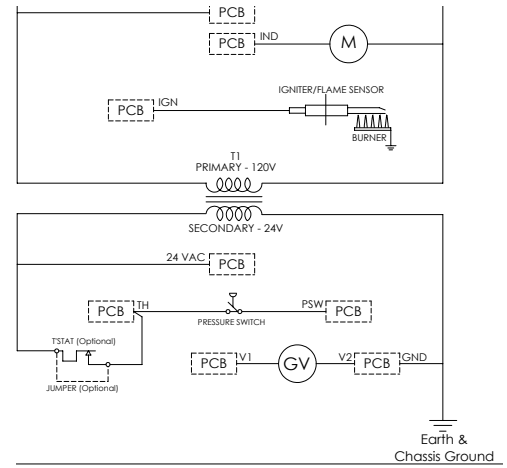 PCB
PCB IND M
IGNITER/FLAME SENSOR
PCB IGN
BURNER
T1
PRIMARY - 120V
SECONDARY - 24V
24 VAC PCB
PCB TH PSW PCB
PRESSURE SWITCH
T'STAT (Optional)
PCB V1 GV V2 PCB GND
JUMPER (Optional)
Earth &
Chassis Ground